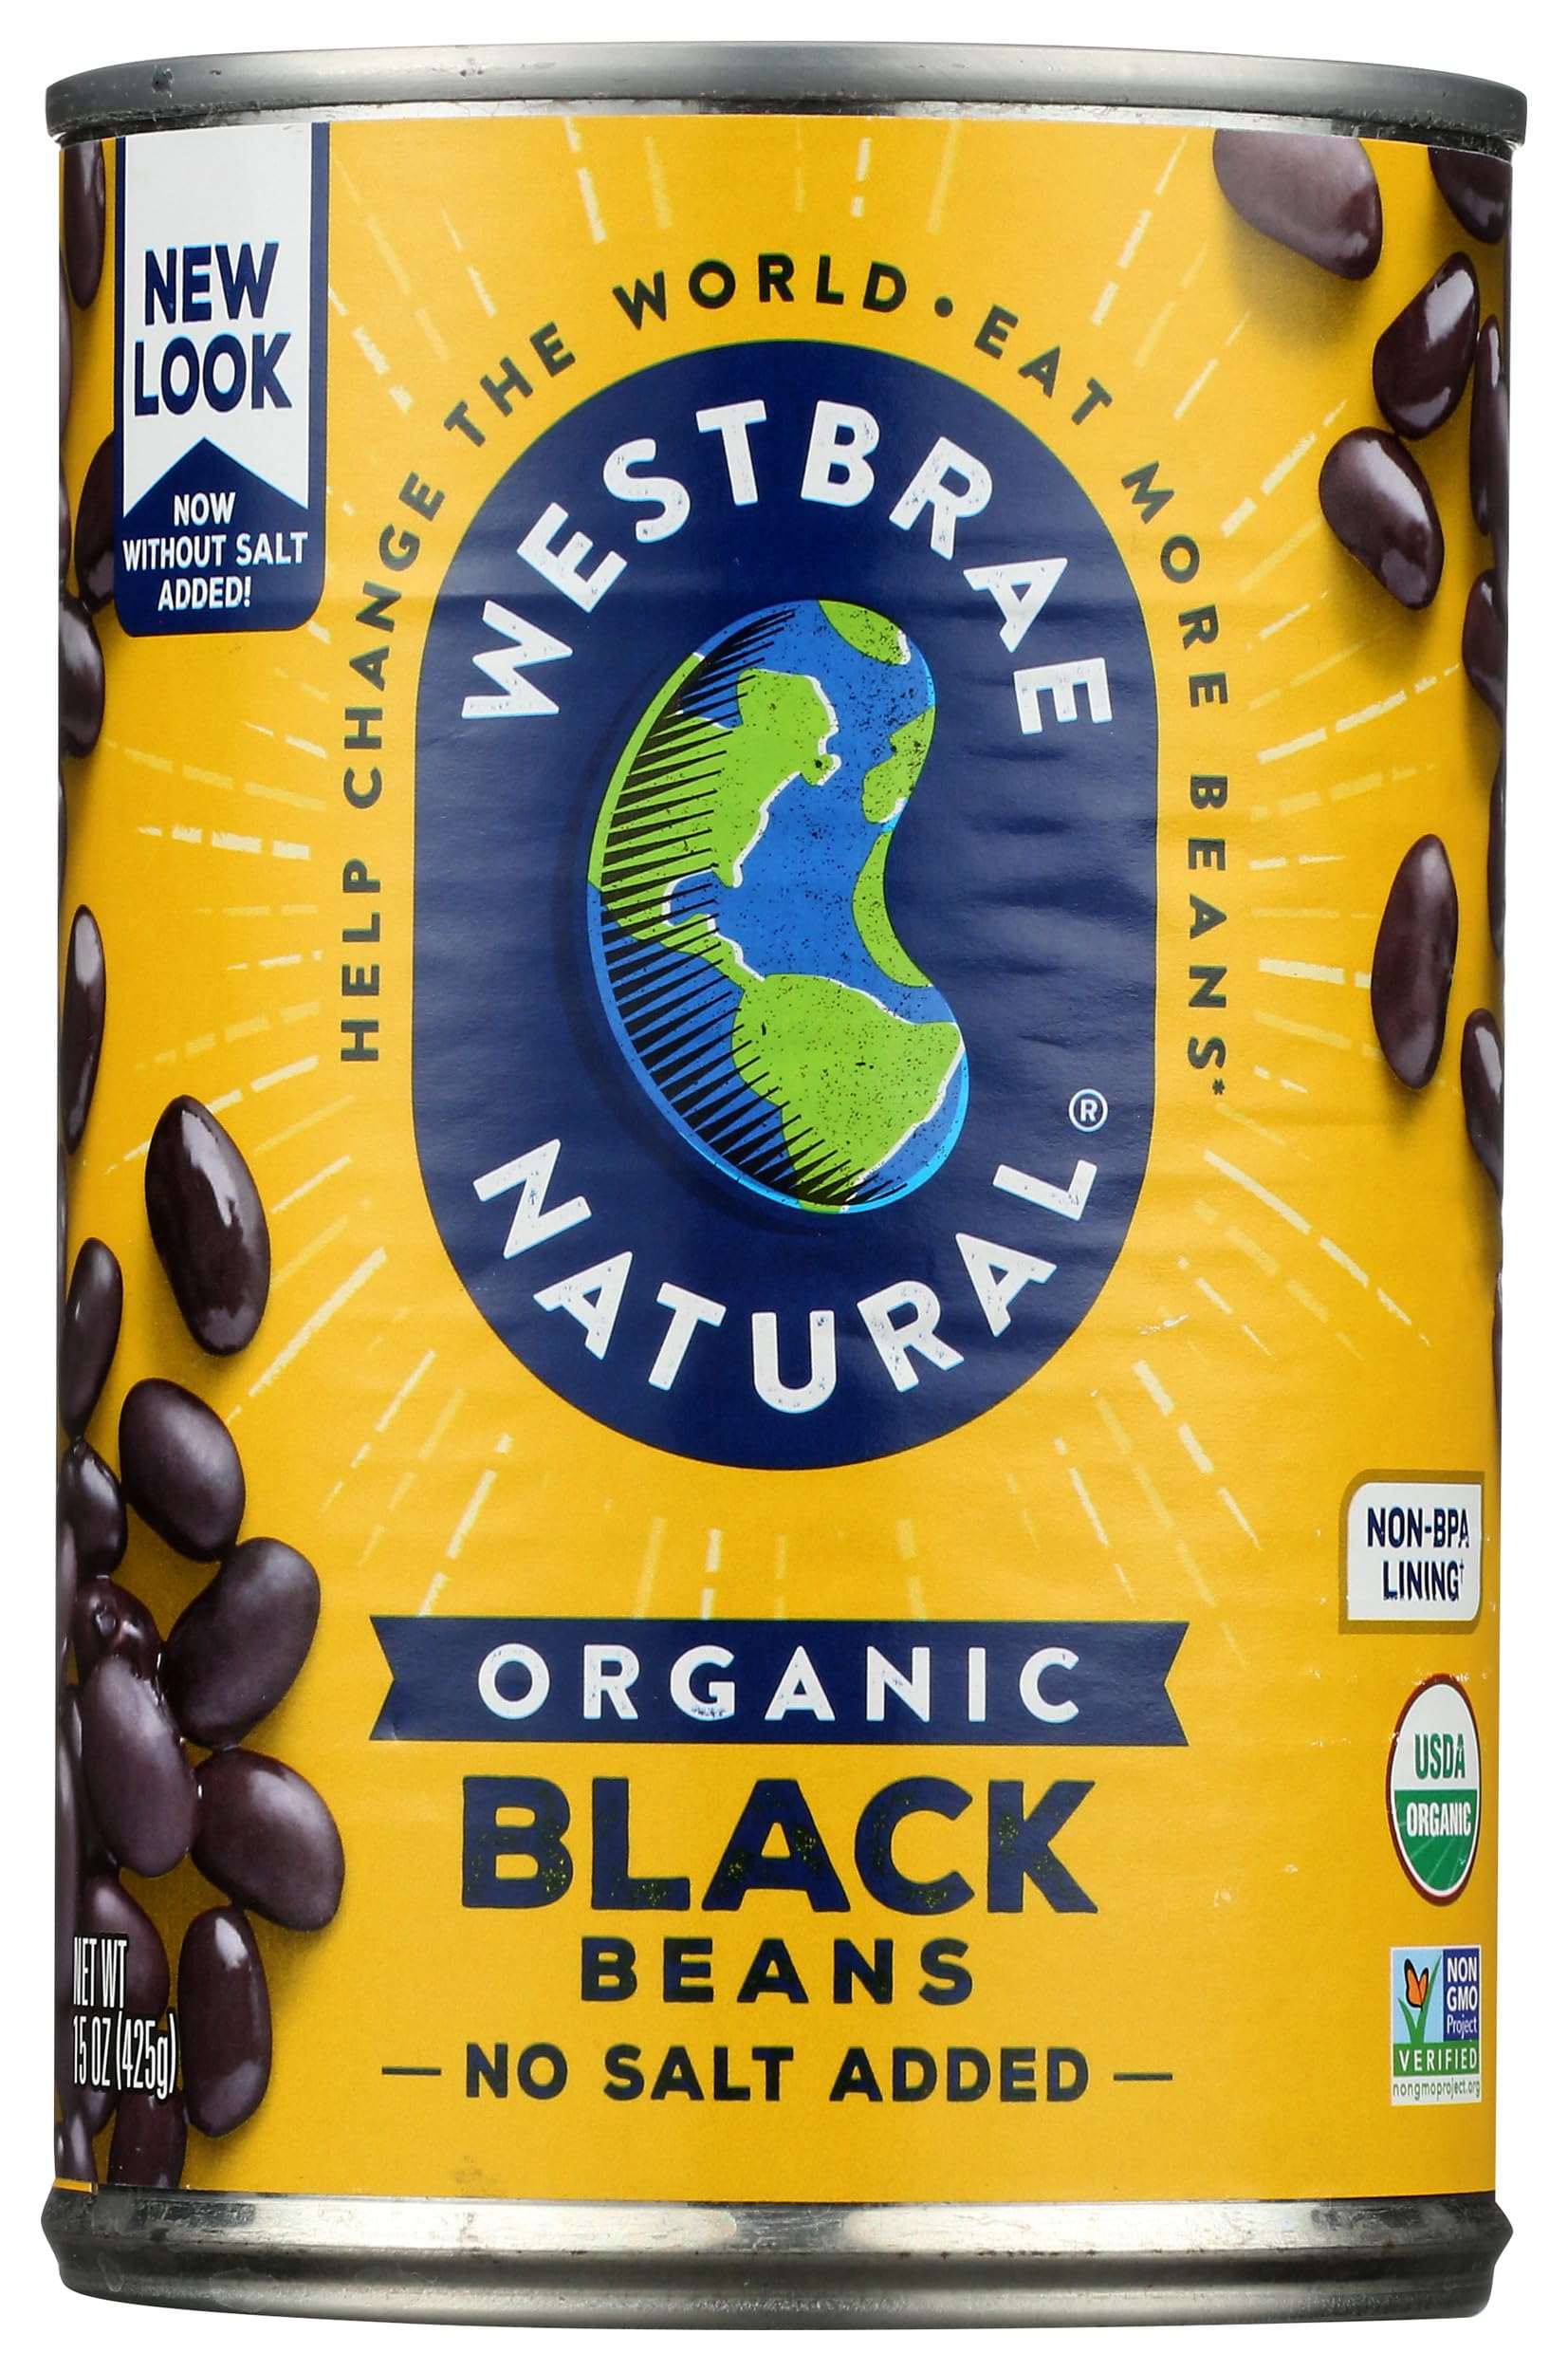 NEW
LOOK
NOW
WITHOUT SALT
ADDED!
HELP CHANGE THE WORLD • EAT MORE BEANS*
WESTBRAE
NATURAL®
NON-BPA
LINING†
ORGANIC
BLACK
BEANS
— NO SALT ADDED —
USDA
ORGANIC
NON
GMO
Project
VERIFIED
nongmoproject.org
NET WT
15 OZ (425g)